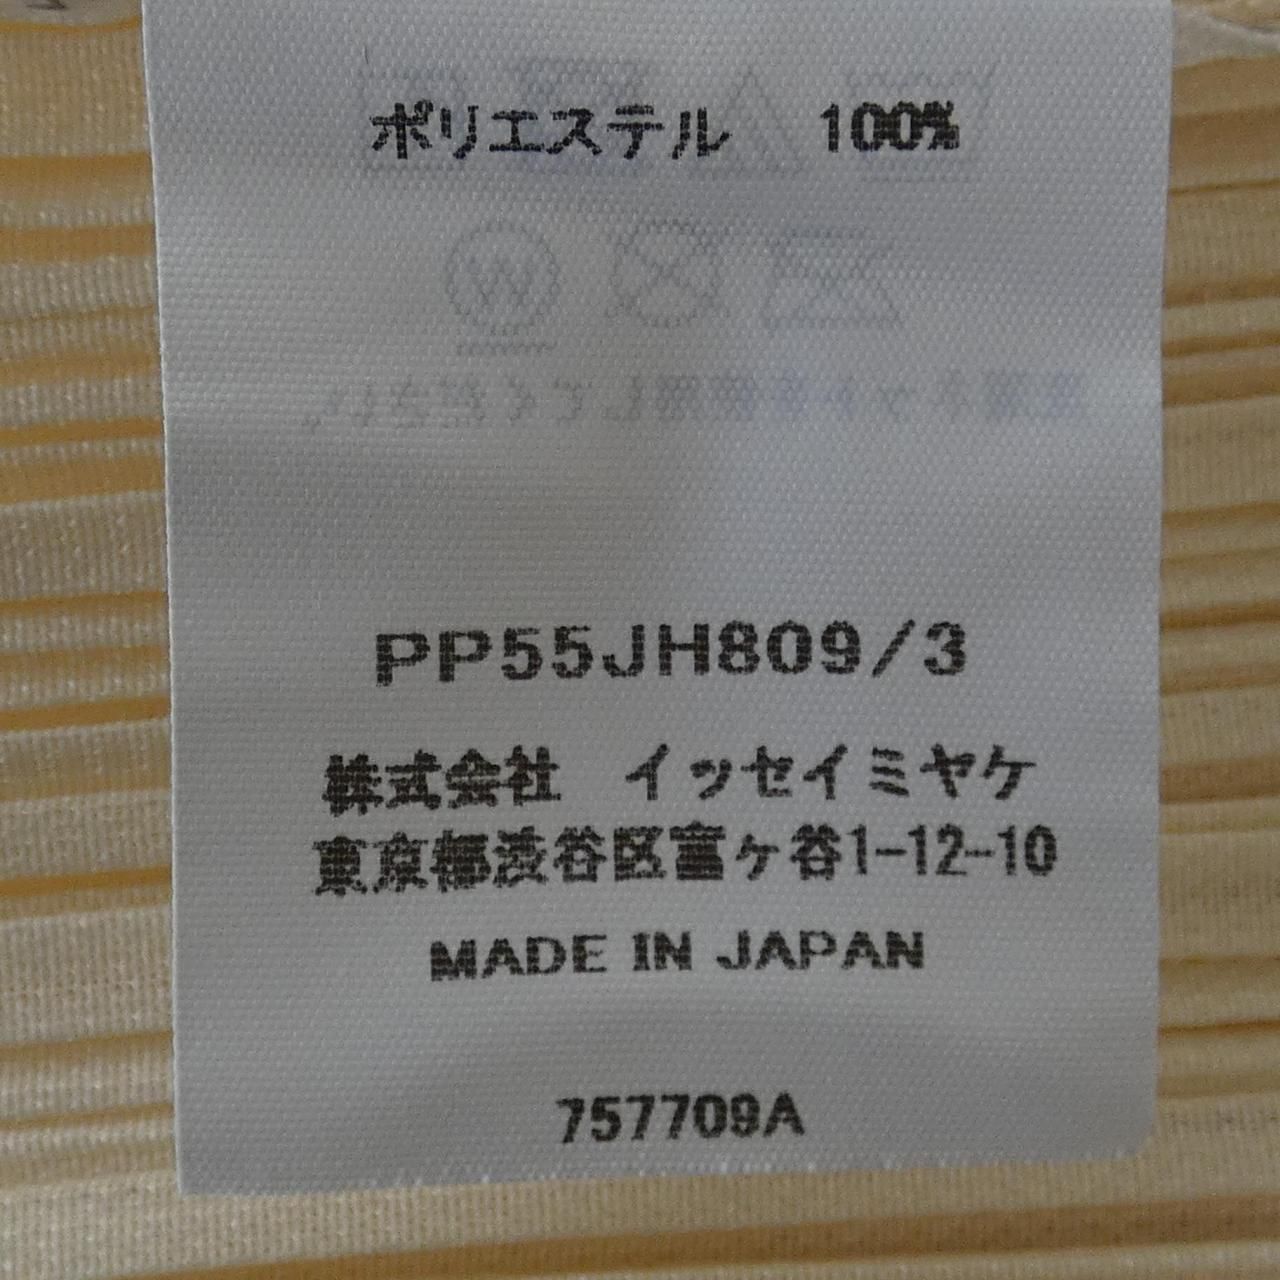 ポリエステル　100%
PP55JH809/3
株式会社　イッセイミヤケ
東京都渋谷区富ヶ谷1-12-10
MADE IN JAPAN
757709A